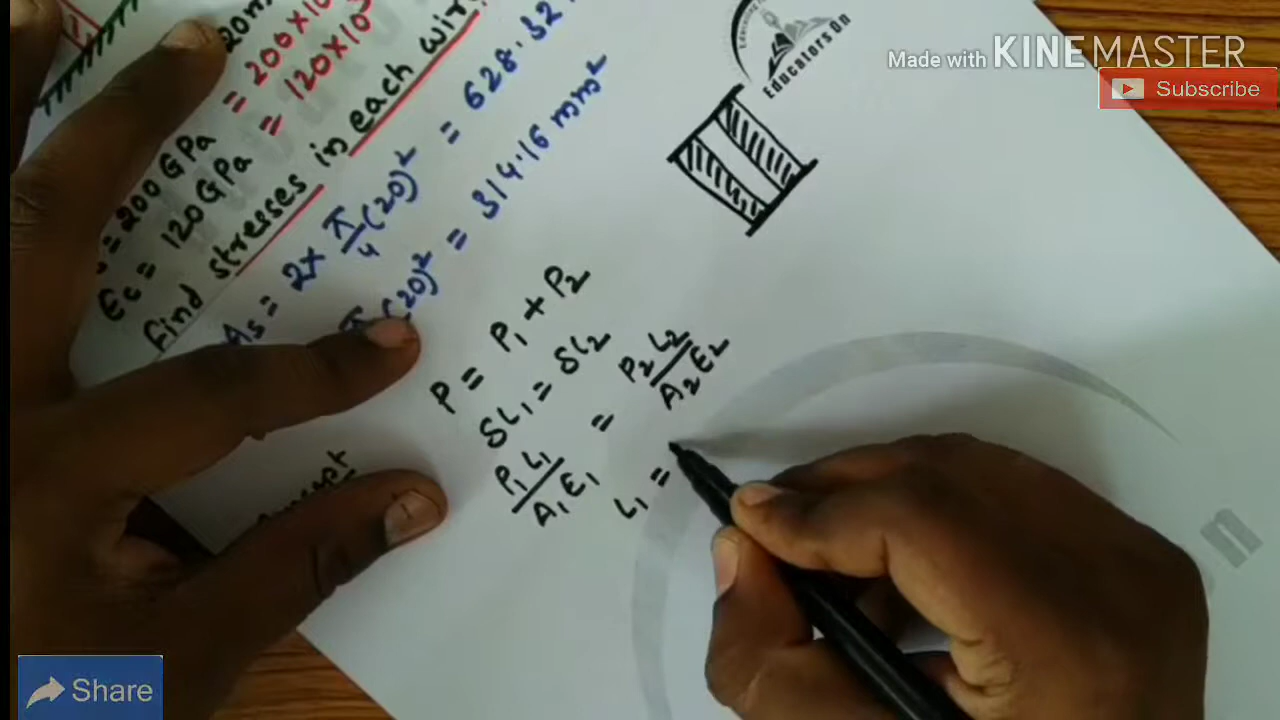 Made with KINEMASTER
Subscribe
Educators On
20m
= 200 GPa = 200×10
Ec = 120 GPa = 120×10³
Find stresses in each wire
As = 2× π/4 (20)² = 628.32
π (20)² = 314.16 mm²
P = P₁ + P₂
δL₁ = δL₂
P₁L₁/A₁E₁ = P₂L₂/A₂E₂
L₁ =
Share